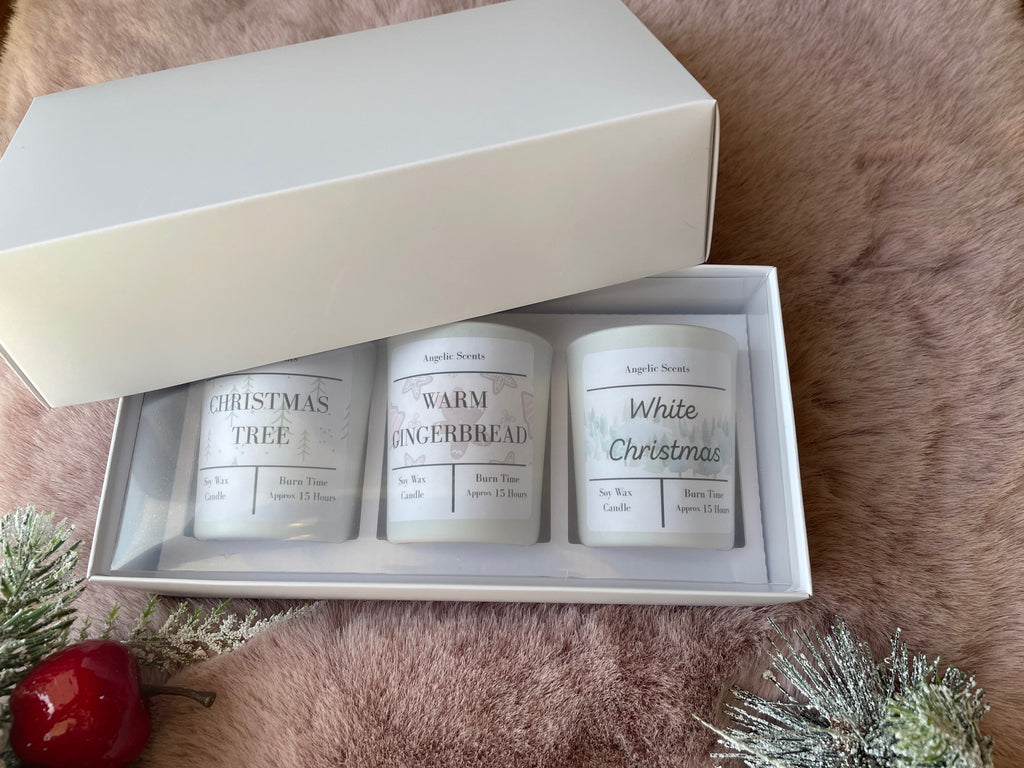 CHRISTMAS
TREE
Soy Wax
Candle
Burn Time
Approx 15 Hours
Angelic Scents
WARM
GINGERBREAD
Soy Wax
Candle
Burn Time
Approx 15 Hours
Angelic Scents
White
Christmas
Soy Wax
Candle
Burn Time
Approx 15 Hours